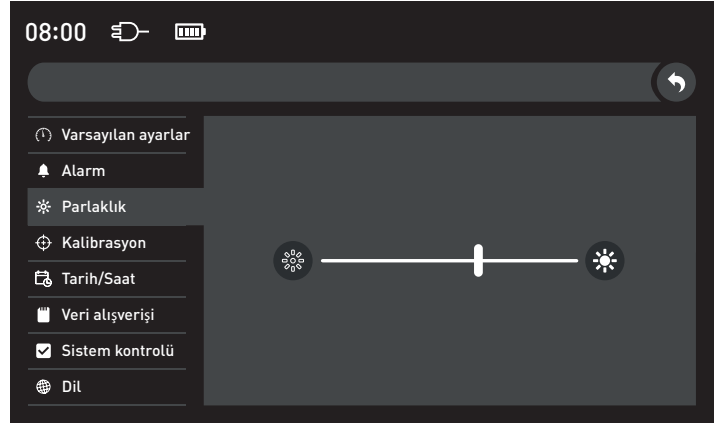 08:00
Varsayılan ayarlar
Alarm
Parlaklık
Kalibrasyon
Tarih/Saat
Veri alışverişi
Sistem kontrolü
Dil